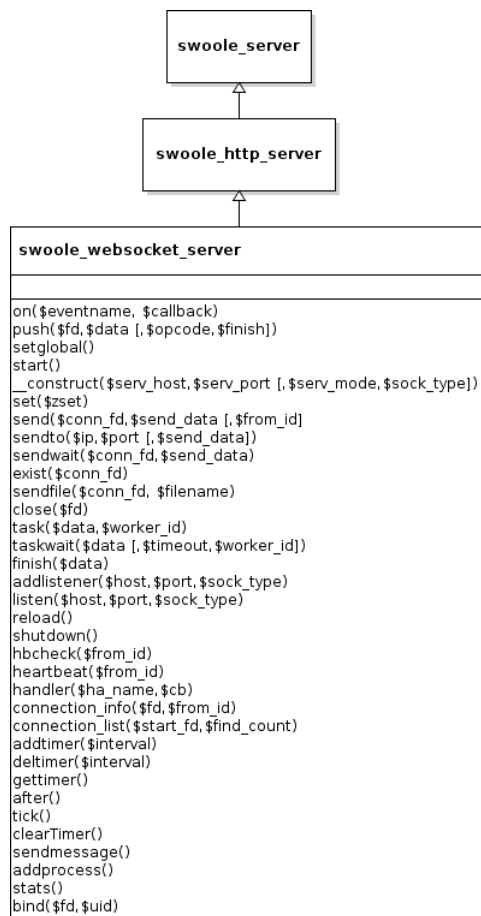 swoole_server
swoole_http_server
swoole_websocket_server
on($eventname, $callback)
push($fd,$data [,$opcode,$finish])
setglobal()
start()
__construct($serv_host,$serv_port [,$serv_mode,$sock_type])
set($zset)
send($conn_fd,$send_data [,$from_id]
sendto($ip,$port [,$send_data])
sendwait($conn_fd,$send_data)
exist($conn_fd)
sendfile($conn_fd, $filename)
close($fd)
task($data,$worker_id)
taskwait($data [,$timeout,$worker_id])
finish($data)
addlistener($host,$port,$sock_type)
listen($host,$port,$sock_type)
reload()
shutdown()
hbcheck($from_id)
heartbeat($from_id)
handler($ha_name,$cb)
connection_info($fd,$from_id)
connection_list($start_fd,$find_count)
addtimer($interval)
deltimer($interval)
gettimer()
after()
tick()
clearTimer()
sendmessage()
addprocess()
stats()
bind($fd,$uid)